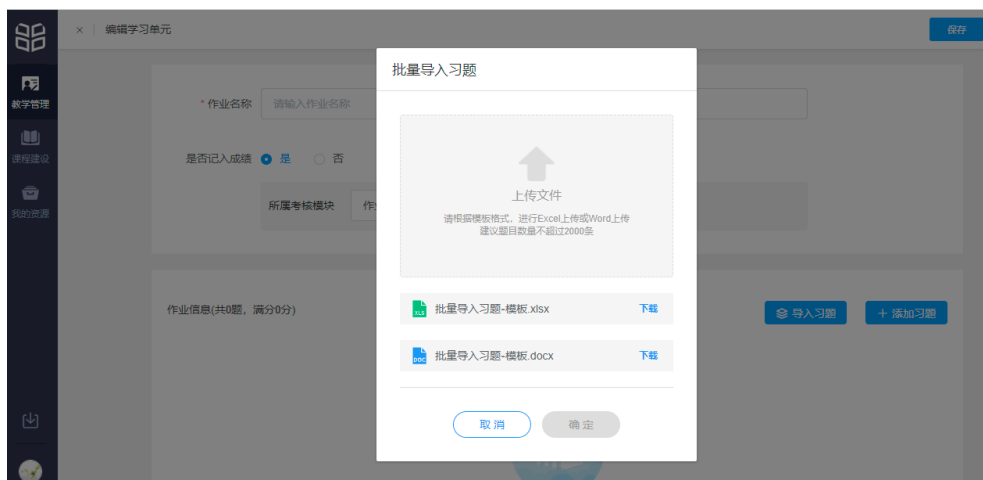 编辑学习单元
保存
教学管理
课程建设
我的资源
* 作业名称 请输入作业名称
是否记入成绩 是 否
所属考核模块 作业
作业信息(共0题，满分0分)
导入习题
+ 添加习题
批量导入习题
上传文件
请根据模板格式，进行Excel上传或Word上传
建议题目数量不超过2000条
XLS 批量导入习题-模板.xlsx 下载
DOC 批量导入习题-模板.docx 下载
取消 确定